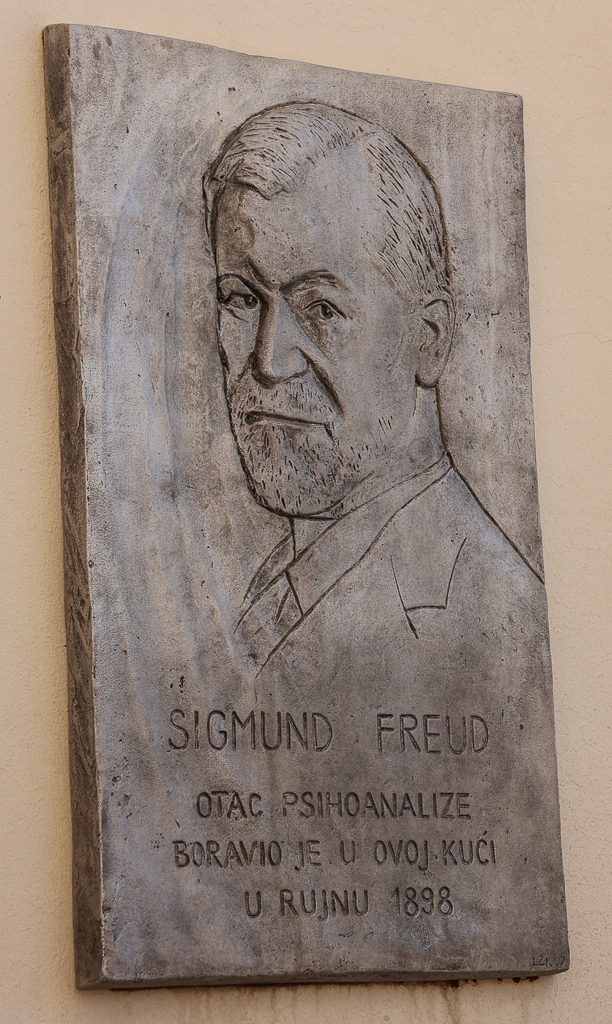 SIGMUND FREUD
OTAC PSIHOANALIZE
BORAVIO JE U OVOJ KUĆI
U RUJNU 1898